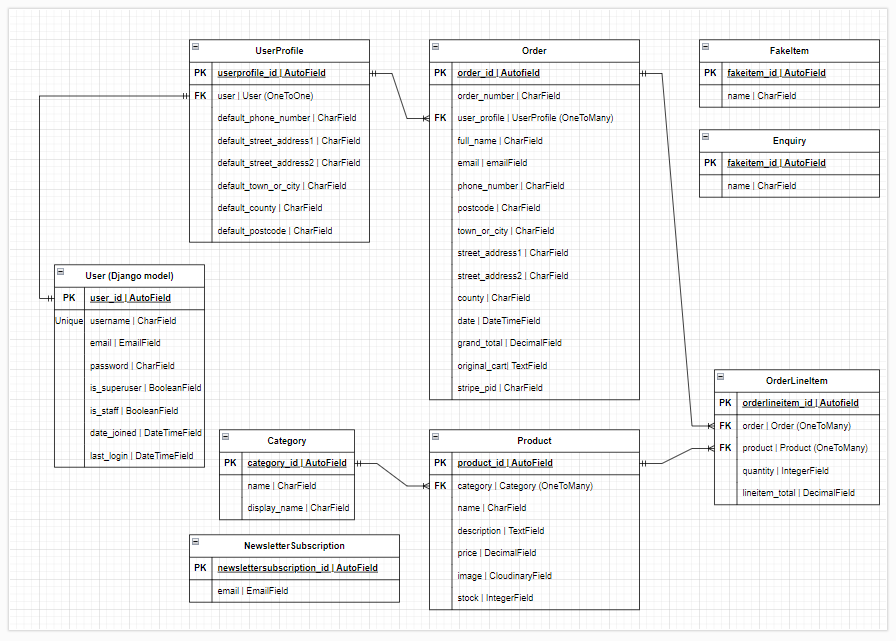 UserProfile
PK userprofile_id | AutoField
FK user | User (OneToOne)
default_phone_number | CharField
default_street_address1 | CharField
default_street_address2 | CharField
default_town_or_city | CharField
default_county | CharField
default_postcode | CharField
Order
PK order_id | Autofield
order_number | CharField
FK user_profile | UserProfile (OneToMany)
full_name | CharField
email | emailField
phone_number | CharField
postcode | CharField
town_or_city | CharField
street_address1 | CharField
street_address2 | CharField
county | CharField
date | DateTimeField
grand_total | DecimalField
original_cart| TextField
stripe_pid | CharField
FakeItem
PK fakeitem_id | AutoField
name | CharField
Enquiry
PK fakeitem_id | AutoField
name | CharField
User (Django model)
PK user_id | AutoField
Unique username | CharField
email | EmailField
password | CharField
is_superuser | BooleanField
is_staff | BooleanField
date_joined | DateTimeField
last_login | DateTimeField
OrderLineItem
PK orderlineitem_id | Autofield
FK order | Order (OneToMany)
FK product | Product (OneToMany)
quantity | IntegerField
lineitem_total | DecimalField
Category
PK category_id | AutoField
name | CharField
display_name | CharField
Product
PK product_id | AutoField
FK category | Category (OneToMany)
name | CharField
description | TextField
price | DecimalField
image | CloudinaryField
stock | IntegerField
NewsletterSubscription
PK newslettersubscription_id | AutoField
email | EmailField